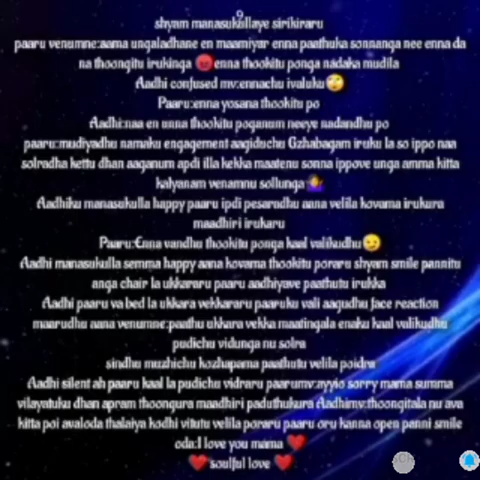 shyam manasukullaye sirikiraru
paaru venumne:aama ungaladhane en maamiyar enna paathuka sonnanga nee enna da
na thoongitu irukinga 😡enna thookitu ponga nadaka mudila
Aadhi confused mv:ennachu ivaluku🙄
Paaru:enna yosana thookitu po
Aadhi:naa en unna thookitu poganum neeye nadandhu po
paaru:mudiyadhu namaku engagement aagiduchu Gzhabagam iruku la so ippo naa
solradha kettu dhan aaganum apdi illa kekka maatenu sonna ippove unga amma kitta
kalyanam venamnu sollunga💁‍♀️
Aadhiku manasukulla happy paaru ipdi pesaradhu aana velila kovama irukura
maadhiri irukaru
Paaru:Enna vandhu thookitu ponga kaal valikudhu😏
Aadhi manasukulla semma happy aana kovama thookitu poraru shyam smile pannitu
anga chair la ukkararu paaru aadhiyave paathutu irukka
Aadhi paaru va bed la ukkara vekkararu paaruku vali aagudhu face reaction
maarudhu aana venumne:paathu ukkara vekka maatingala enaku kaal valikudhu
pudichu vidunga nu solra
sindhu muzhichu kozhapama paathutu velila poidra
Aadhi silent ah paaru kaal la pudichu vidraru paarumv:ayyio sorry mama summa
vilayatuku dhan apram thoongura maadhiri paduthukura Aadhimv:thoongitala nu ava
kitta poi avaloda thalaiya kodhi vitutu velila poraru paaru oru kanna open panni smile
oda:I love you mama ❤️
❤️soulful love ❤️